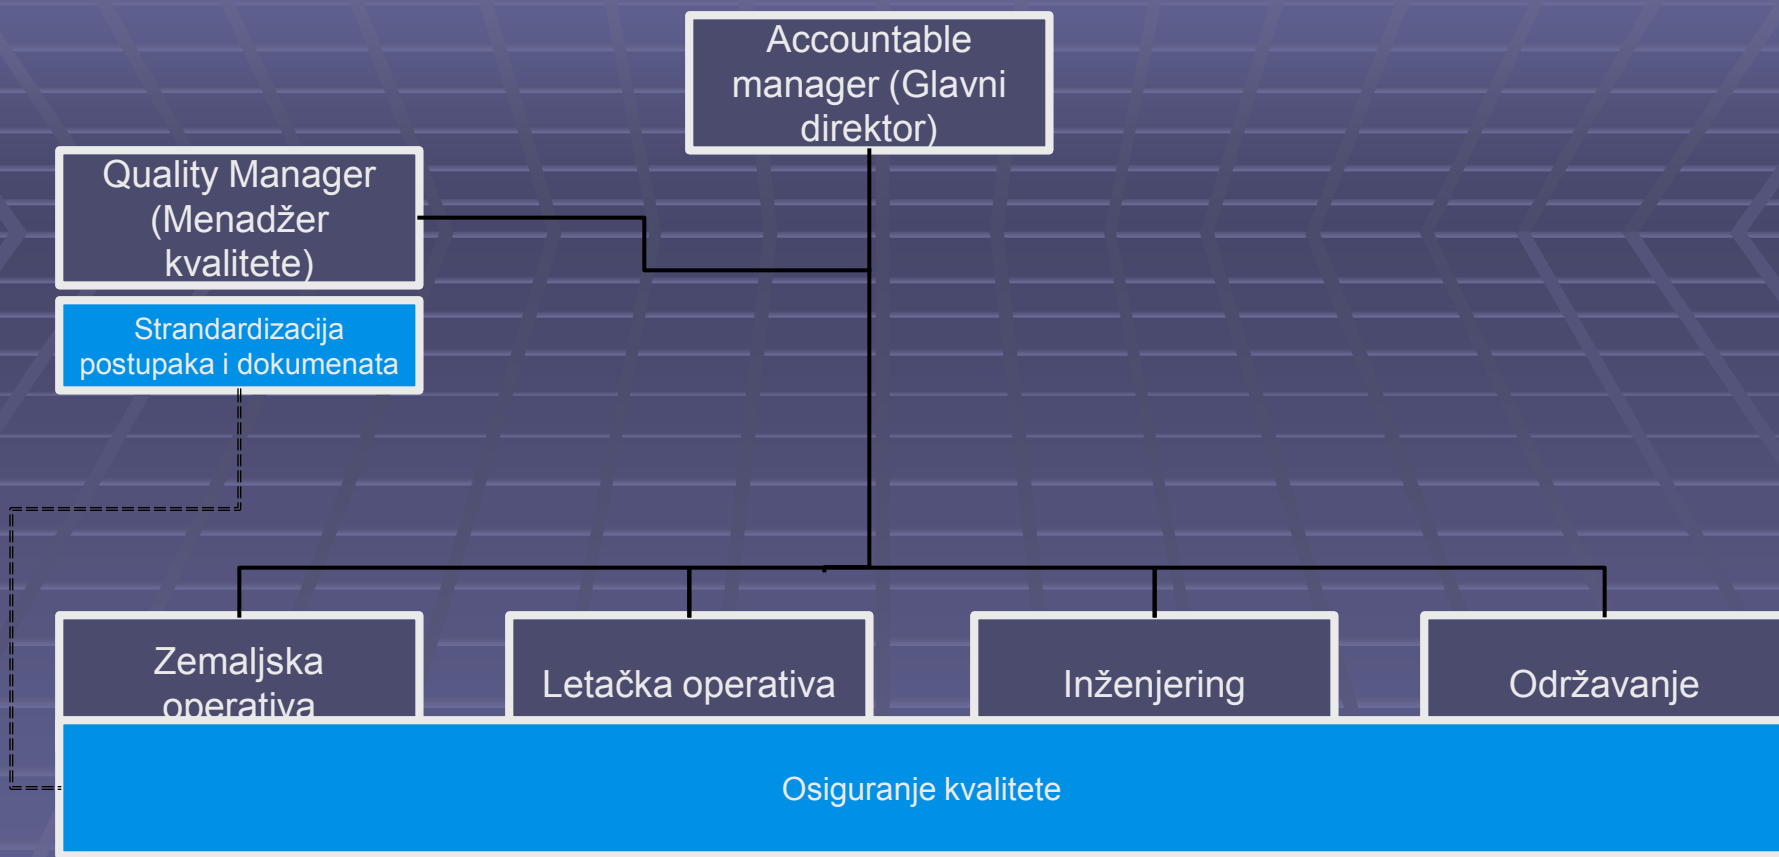 Accountable
manager (Glavni
direktor)
Quality Manager
(Menadžer
kvalitete)
Strandardizacija
postupaka i dokumenata
Zemaljska
operativa
Letačka operativa
Inženjering
Održavanje
Osiguranje kvalitete